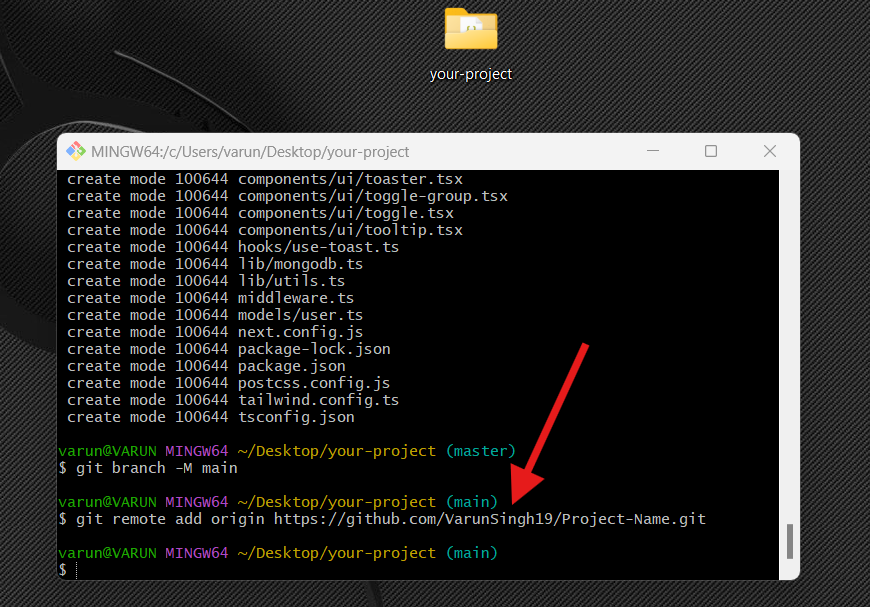 your-project
MINGW64:/c/Users/varun/Desktop/your-project
create mode 100644 components/ui/toaster.tsx
create mode 100644 components/ui/toggle-group.tsx
create mode 100644 components/ui/toggle.tsx
create mode 100644 components/ui/tooltip.tsx
create mode 100644 hooks/use-toast.ts
create mode 100644 lib/mongodb.ts
create mode 100644 lib/utils.ts
create mode 100644 middleware.ts
create mode 100644 models/user.ts
create mode 100644 next.config.js
create mode 100644 package-lock.json
create mode 100644 package.json
create mode 100644 postcss.config.js
create mode 100644 tailwind.config.ts
create mode 100644 tsconfig.json
varun@VARUN MINGW64 ~/Desktop/your-project (master)
$ git branch -M main
varun@VARUN MINGW64 ~/Desktop/your-project (main)
$ git remote add origin https://github.com/VarunSingh19/Project-Name.git
varun@VARUN MINGW64 ~/Desktop/your-project (main)
$